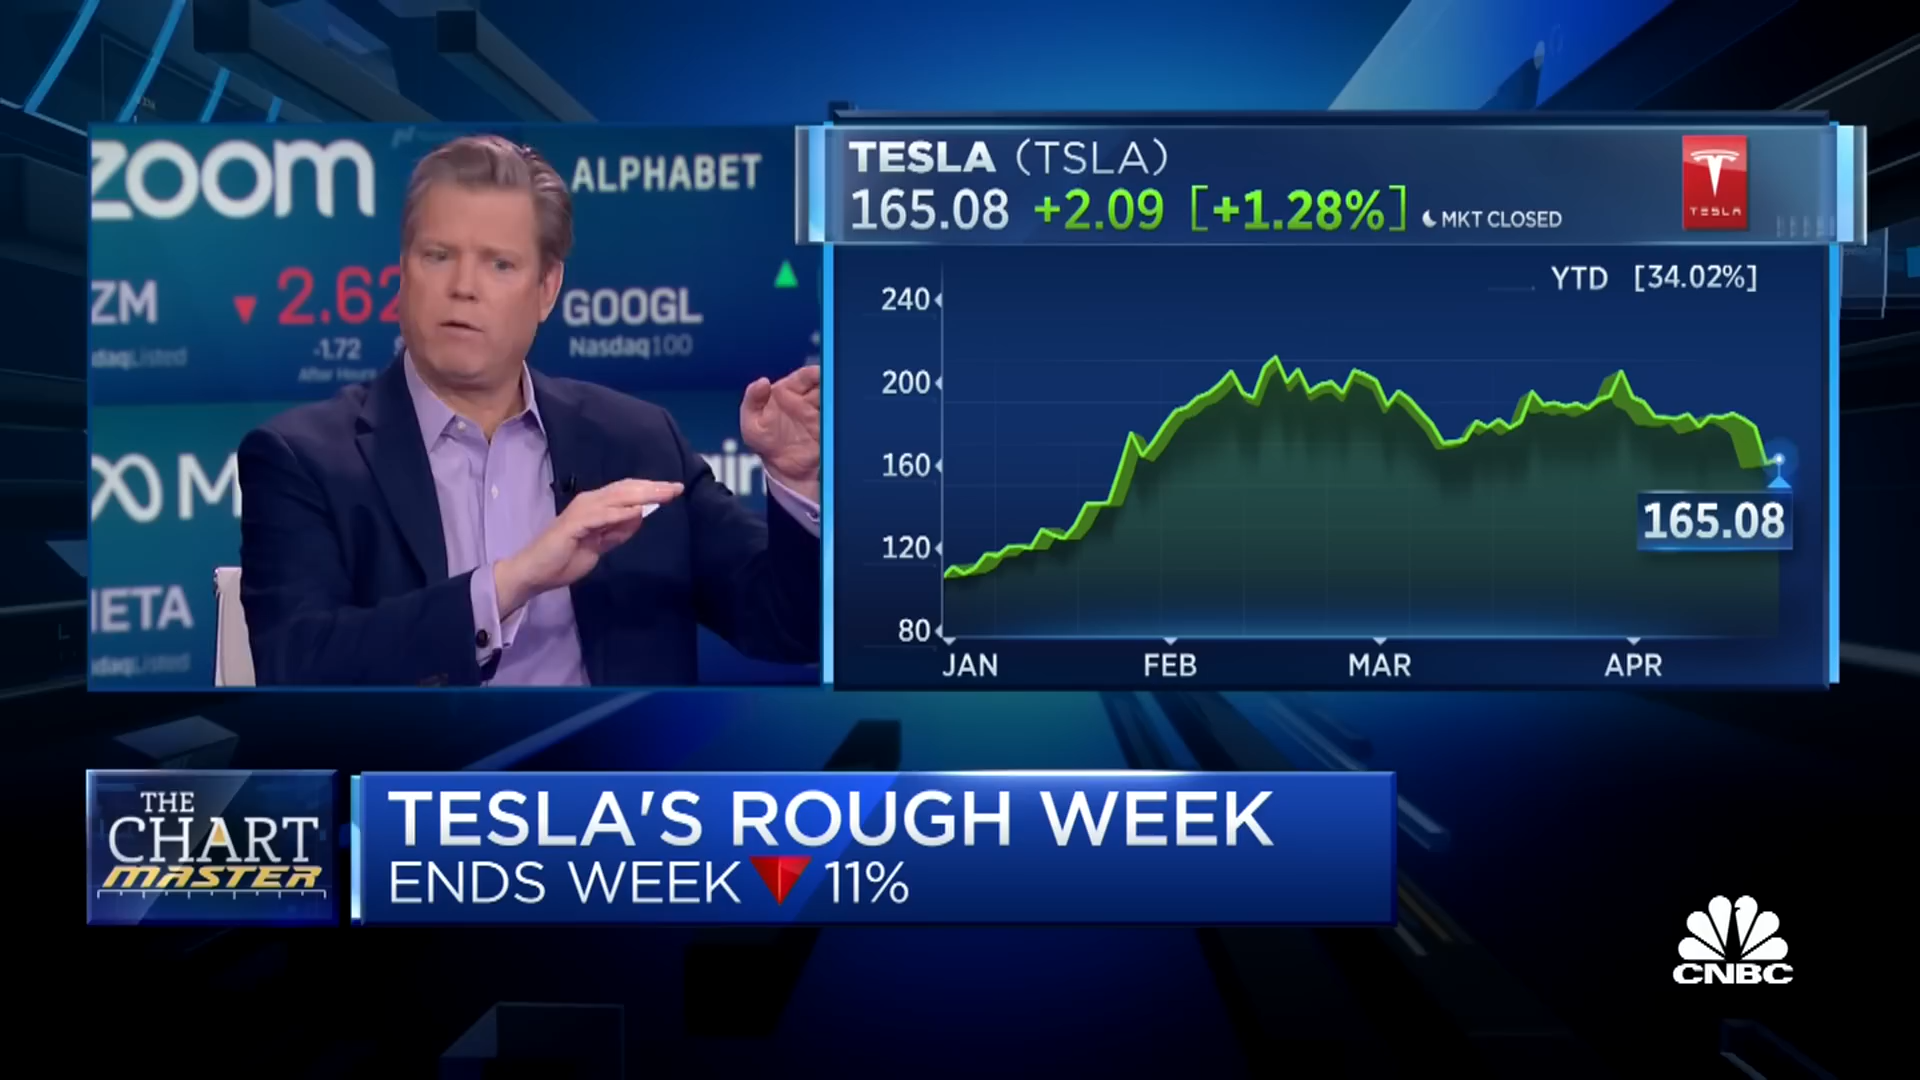 zoom
ALPHABET
ZM
2.62
-1.72
After Hours
GOOGL
Nasdaq100
M
META
TESLA (TSLA)
165.08 +2.09 [+1.28%] MKT CLOSED
TESLA
YTD [34.02%]
240
200
160
120
80
165.08
JAN FEB MAR APR
THE
CHART
MASTER
TESLA'S ROUGH WEEK
ENDS WEEK ▼ 11%
CNBC